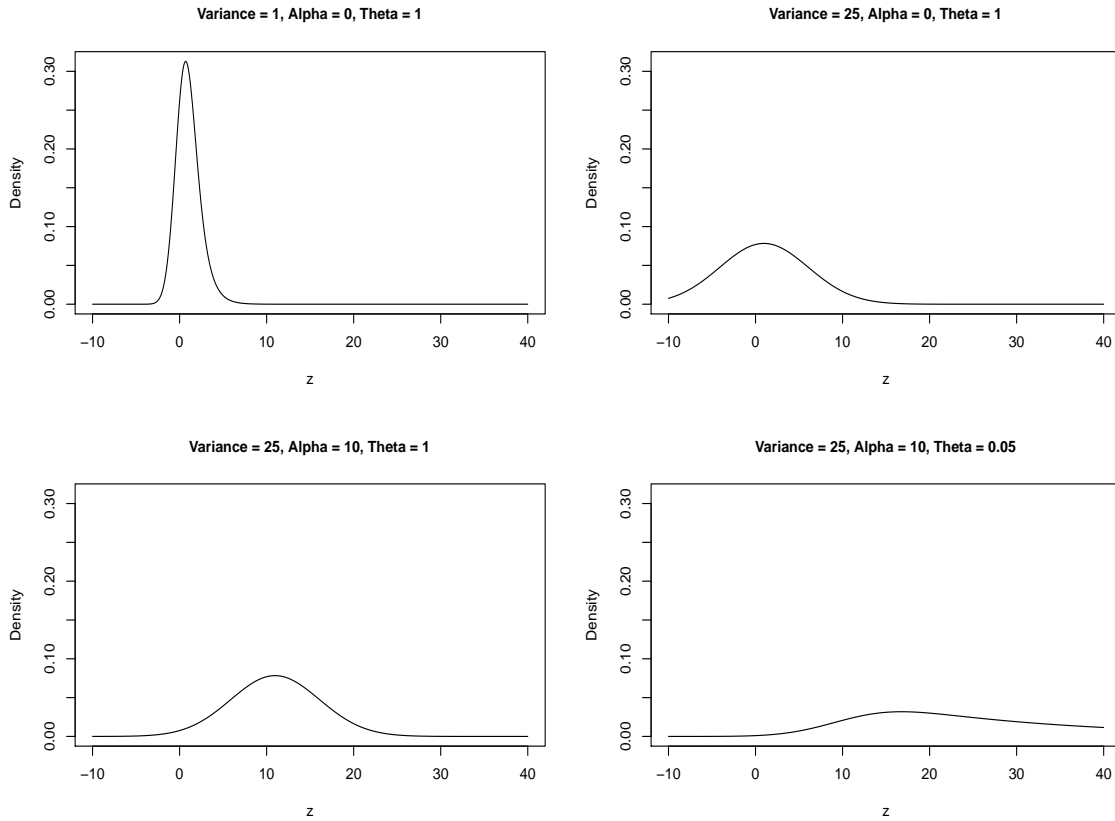 Variance = 1, Alpha = 0, Theta = 1
Density
0.00 0.10 0.20 0.30
−10 0 10 20 30 40
z
Variance = 25, Alpha = 0, Theta = 1
Density
0.00 0.10 0.20 0.30
−10 0 10 20 30 40
z
Variance = 25, Alpha = 10, Theta = 1
Density
0.00 0.10 0.20 0.30
−10 0 10 20 30 40
z
Variance = 25, Alpha = 10, Theta = 0.05
Density
0.00 0.10 0.20 0.30
−10 0 10 20 30 40
z